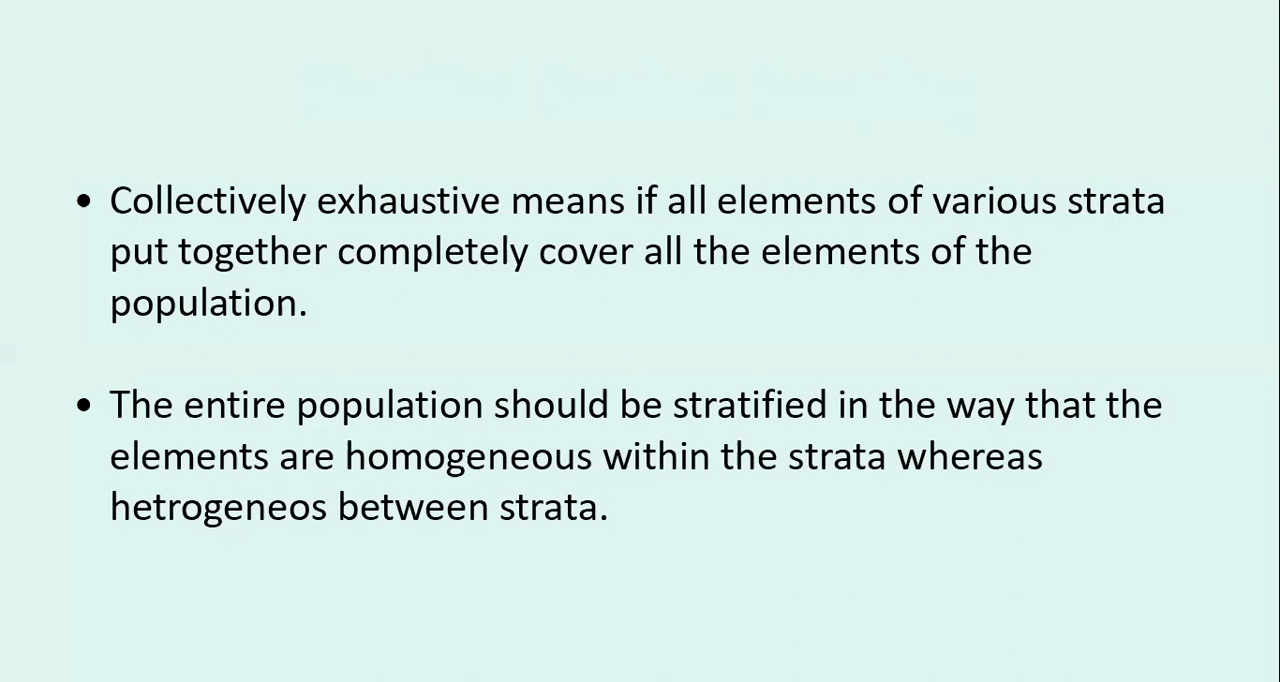 • Collectively exhaustive means if all elements of various strata
put together completely cover all the elements of the
population.
• The entire population should be stratified in the way that the
elements are homogeneous within the strata whereas
hetrogeneos between strata.